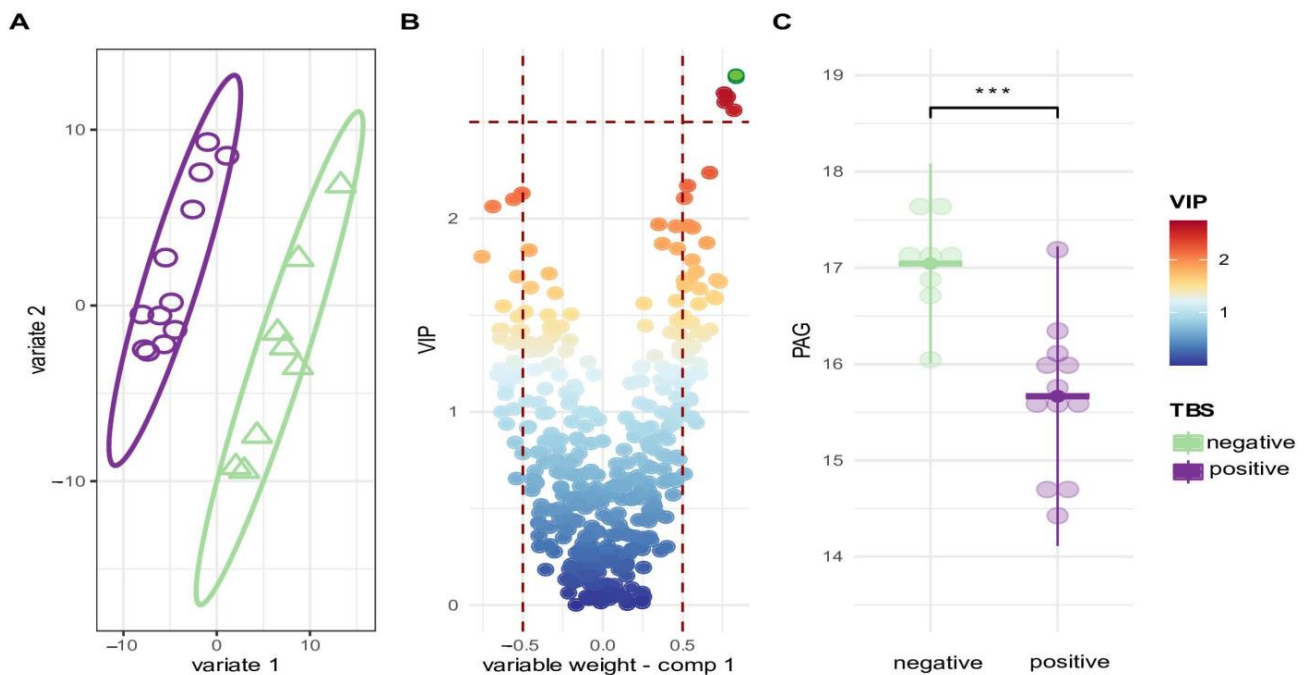 A
B
C
10
0
−10
variate 2
−10
0
10
variate 1
2
1
0
VIP
−0.5
0.0
0.5
variable weight - comp 1
19
18
17
16
15
14
PAG
***
negative
positive
VIP
2
1
TBS
negative
positive